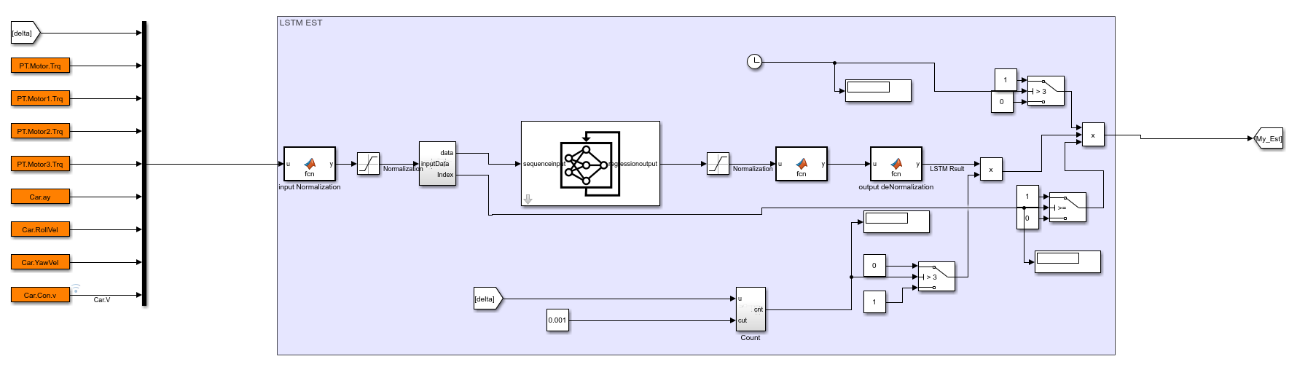 LSTM EST
[delta]
PT.Motor.Trq
PT.Motor1.Trq
PT.Motor2.Trq
PT.Motor3.Trq
Car.ay
Car.RollVel
Car.YawVel
Car.Con.v
Car.V
u
y
fcn
input Normalization
Normalization
inputData
data
Index
sequenceinput
regressionoutput
Normalization
u
y
fcn
u
y
fcn
output deNormalization
LSTM Rsult
x
1
> 3
0
x
My_Est]
1
>=
0
0
> 3
1
[delta]
0.001
u
cut
cnt
Count